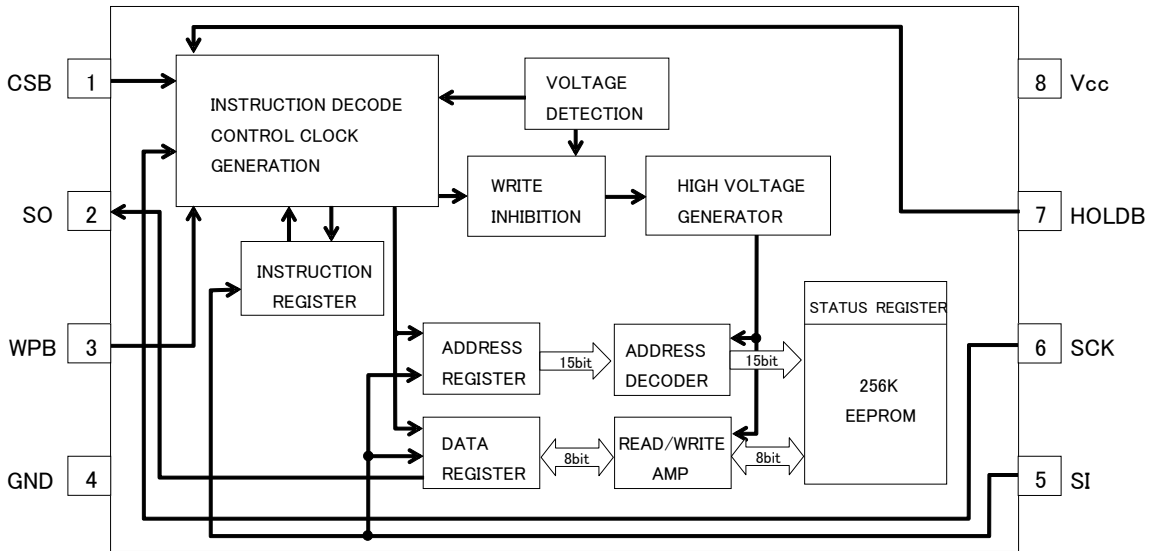 CSB
1
INSTRUCTION DECODE
CONTROL CLOCK
GENERATION
VOLTAGE
DETECTION
8
Vcc
SO
2
WRITE
INHIBITION
HIGH VOLTAGE
GENERATOR
7
HOLDB
INSTRUCTION
REGISTER
STATUS REGISTER
WPB
3
ADDRESS
REGISTER
15bit
ADDRESS
DECODER
15bit
256K
EEPROM
6
SCK
GND
4
DATA
REGISTER
8bit
READ/WRITE
AMP
8bit
5
SI